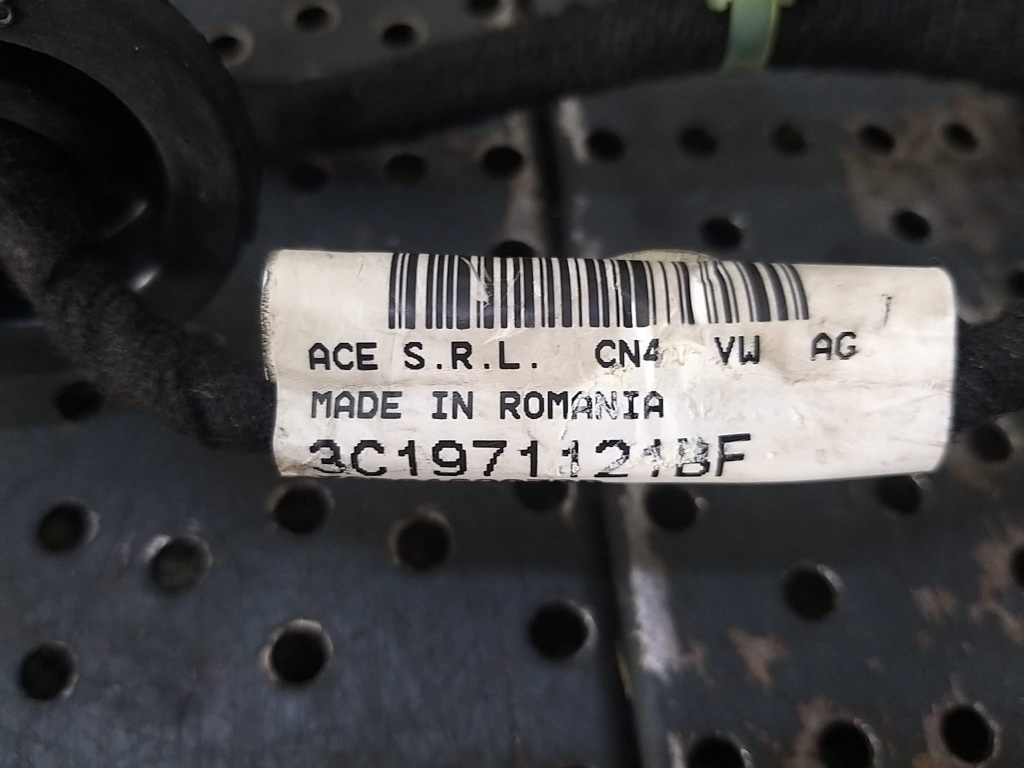 ACE S.R.L. CN4 VW AG
MADE IN ROMANIA
3C1971121BF